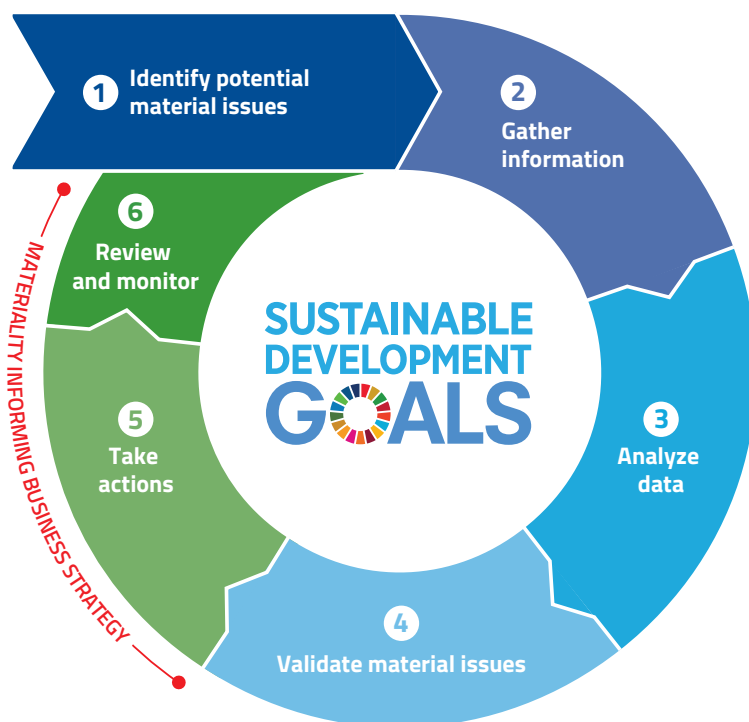 1
Identify potential
material issues
2
Gather
information
3
Analyze
data
4
Validate material issues
5
Take
actions
6
Review
and monitor
MATERIALITY INFORMING BUSINESS STRATEGY
SUSTAINABLE
DEVELOPMENT
GOALS